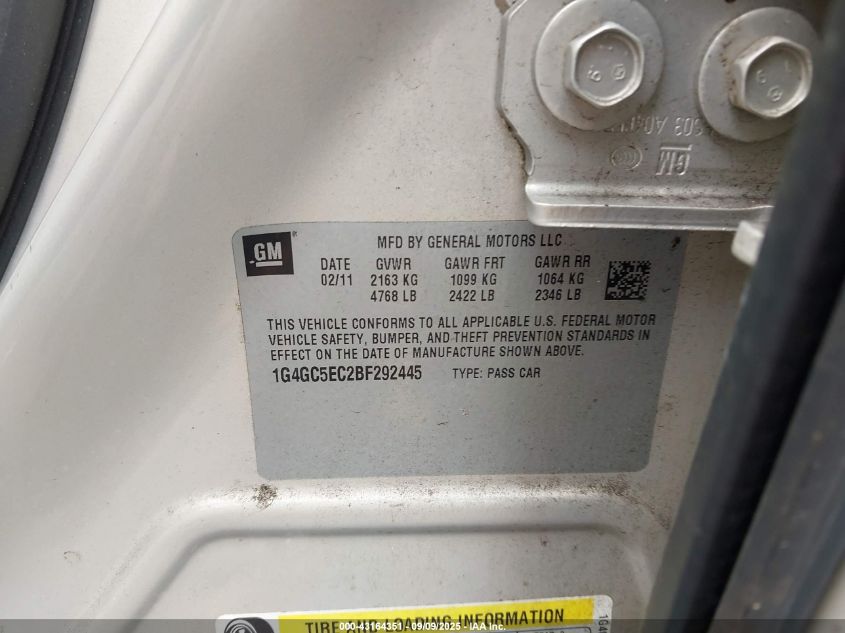 GM
MFD BY GENERAL MOTORS LLC
DATE GVWR GAWR FRT GAWR RR
02/11 2163 KG 1099 KG 1064 KG
4768 LB 2422 LB 2346 LB
THIS VEHICLE CONFORMS TO ALL APPLICABLE U.S. FEDERAL MOTOR
VEHICLE SAFETY, BUMPER, AND THEFT PREVENTION STANDARDS IN
EFFECT ON THE DATE OF MANUFACTURE SHOWN ABOVE.
1G4GC5EC2BF292445 TYPE: PASS CAR
GM
TIRE AND LOADING INFORMATION
000-43164351 - 09/09/2025 - IAA Inc.